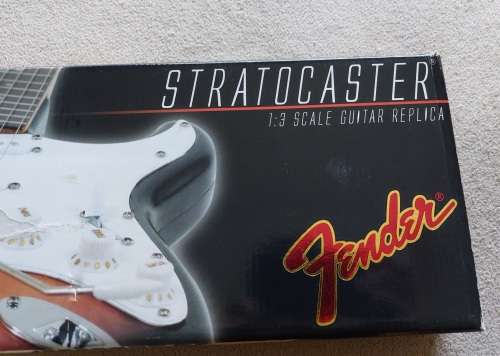 STRATOCASTER®
1:3 SCALE GUITAR REPLICA
Fender®